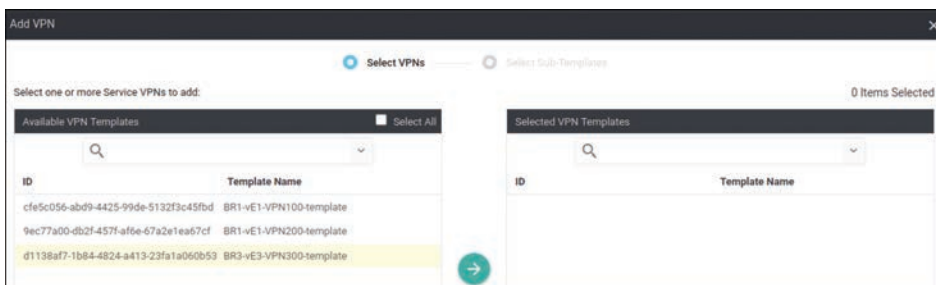 Add VPN
Select VPNs
Select Sub-Templates
Select one or more Service VPNs to add:
0 Items Selected
Available VPN Templates
Select All
Selected VPN Templates
ID Template Name
cfe5c056-abd9-4425-99de-5132f3c45fbd BR1-vE1-VPN100-template
9ec77a00-db2f-457f-af6e-67a2e1ea67cf BR1-vE1-VPN200-template
d1138af7-1b84-4824-a413-23fa1a060b53 BR3-vE3-VPN300-template
ID Template Name